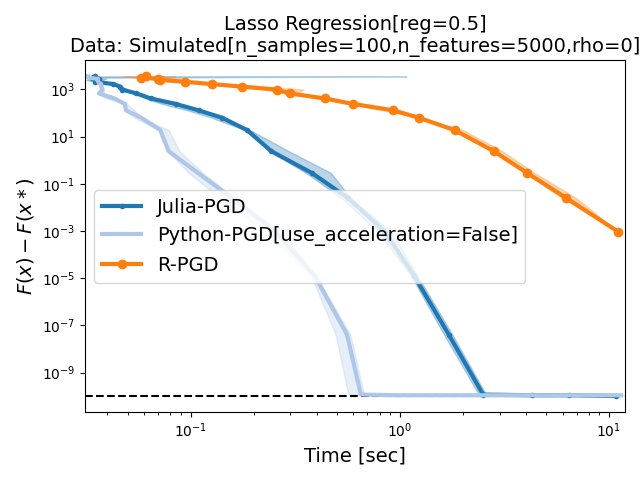 Lasso Regression[reg=0.5]
Data: Simulated[n_samples=100,n_features=5000,rho=0]
F(x) − F(x*)
10³
10¹
10⁻¹
10⁻³
10⁻⁵
10⁻⁷
10⁻⁹
Julia-PGD
Python-PGD[use_acceleration=False]
R-PGD
10⁻¹ 10⁰ 10¹
Time [sec]